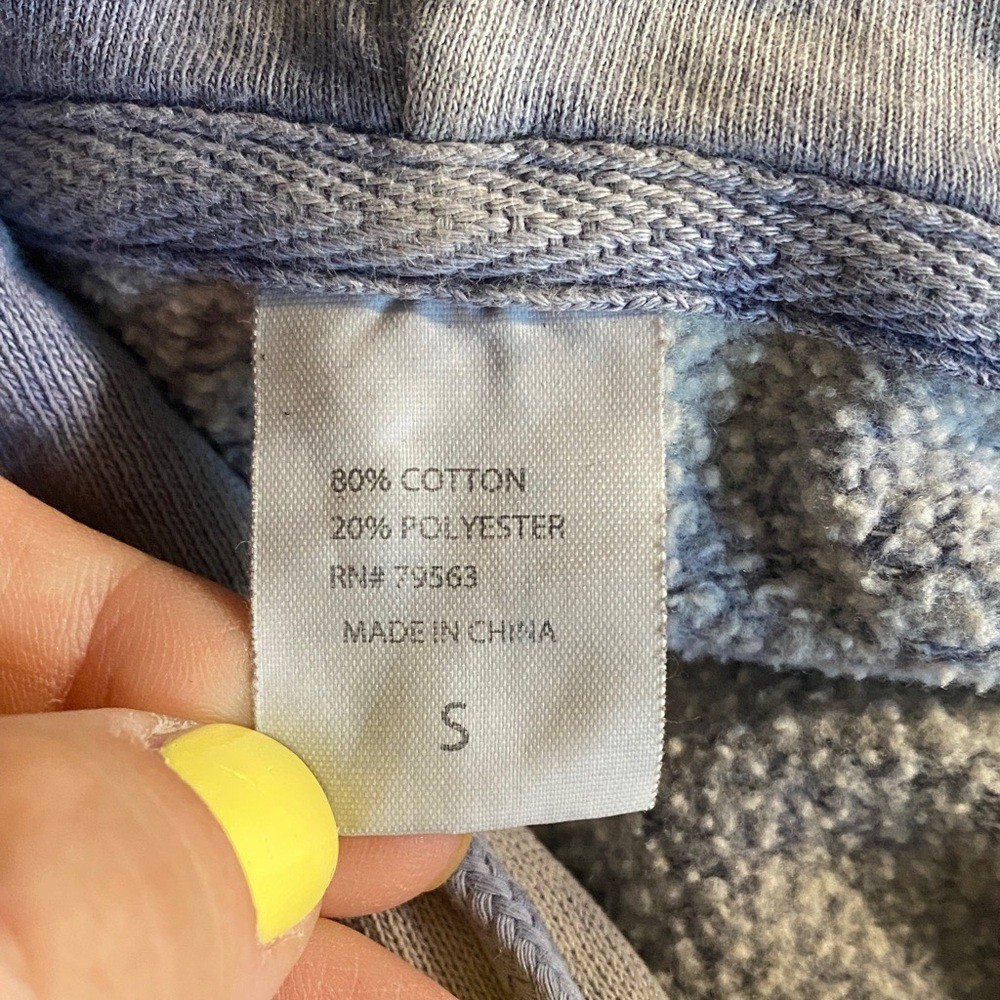 80% COTTON
20% POLYESTER
RN# 79563
MADE IN CHINA
S